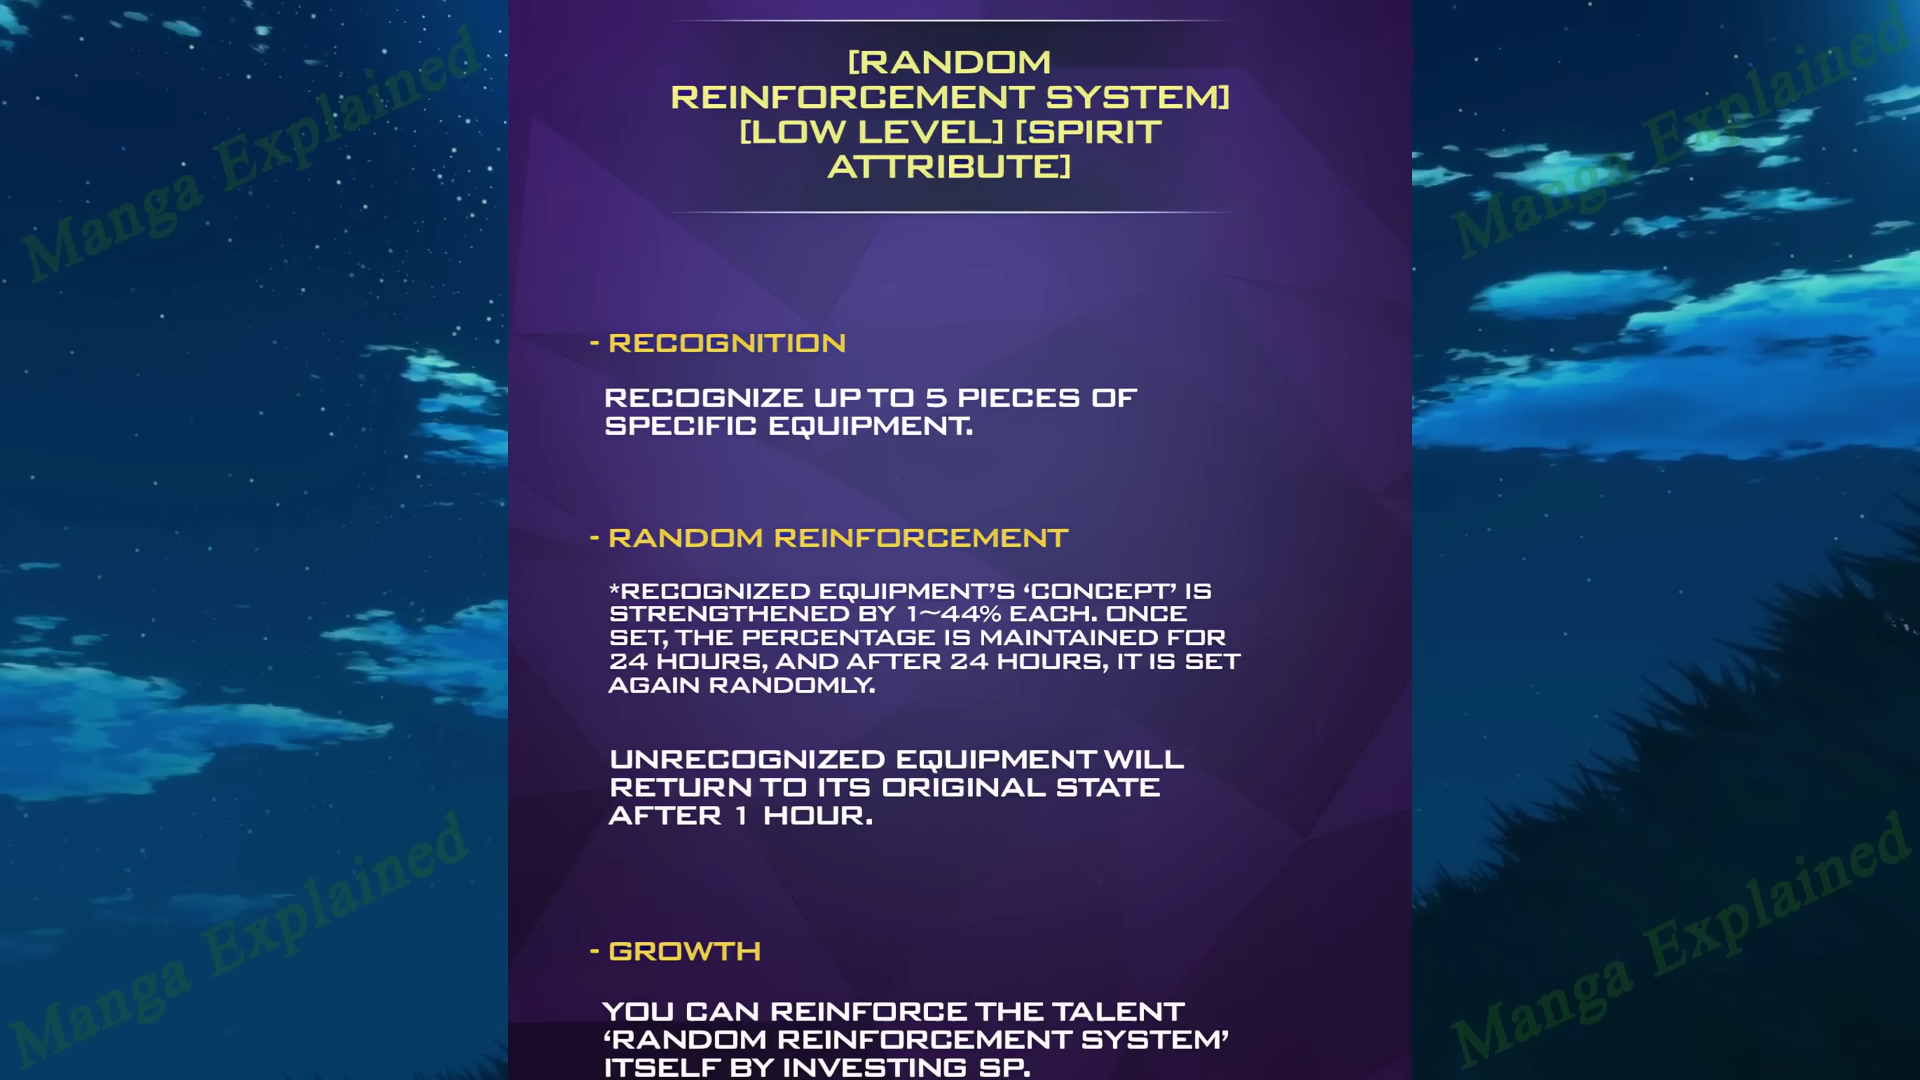 [RANDOM
REINFORCEMENT SYSTEM]
[LOW LEVEL] [SPIRIT
ATTRIBUTE]
- RECOGNITION
RECOGNIZE UP TO 5 PIECES OF
SPECIFIC EQUIPMENT.
- RANDOM REINFORCEMENT
*RECOGNIZED EQUIPMENT'S ‘CONCEPT’ IS
STRENGTHENED BY 1~44% EACH. ONCE
SET, THE PERCENTAGE IS MAINTAINED FOR
24 HOURS, AND AFTER 24 HOURS, IT IS SET
AGAIN RANDOMLY.
UNRECOGNIZED EQUIPMENT WILL
RETURN TO ITS ORIGINAL STATE
AFTER 1 HOUR.
- GROWTH
YOU CAN REINFORCE THE TALENT
‘RANDOM REINFORCEMENT SYSTEM’
ITSELF BY INVESTING SP.
Manga Explained
Manga Explained
Manga Explained
Manga Explained